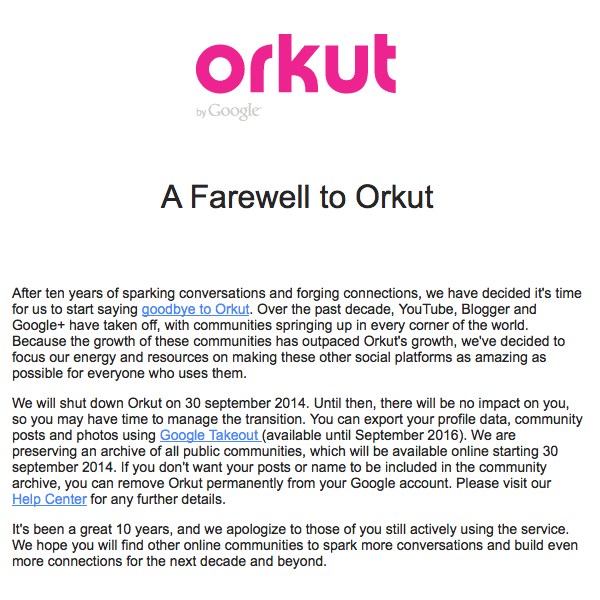 orkut
by Google
A Farewell to Orkut
After ten years of sparking conversations and forging connections, we have decided it's time
for us to start saying goodbye to Orkut. Over the past decade, YouTube, Blogger and
Google+ have taken off, with communities springing up in every corner of the world.
Because the growth of these communities has outpaced Orkut's growth, we've decided to
focus our energy and resources on making these other social platforms as amazing as
possible for everyone who uses them.
We will shut down Orkut on 30 september 2014. Until then, there will be no impact on you,
so you may have time to manage the transition. You can export your profile data, community
posts and photos using Google Takeout (available until September 2016). We are
preserving an archive of all public communities, which will be available online starting 30
september 2014. If you don't want your posts or name to be included in the community
archive, you can remove Orkut permanently from your Google account. Please visit our
Help Center for any further details.
It's been a great 10 years, and we apologize to those of you still actively using the service.
We hope you will find other online communities to spark more conversations and build even
more connections for the next decade and beyond.